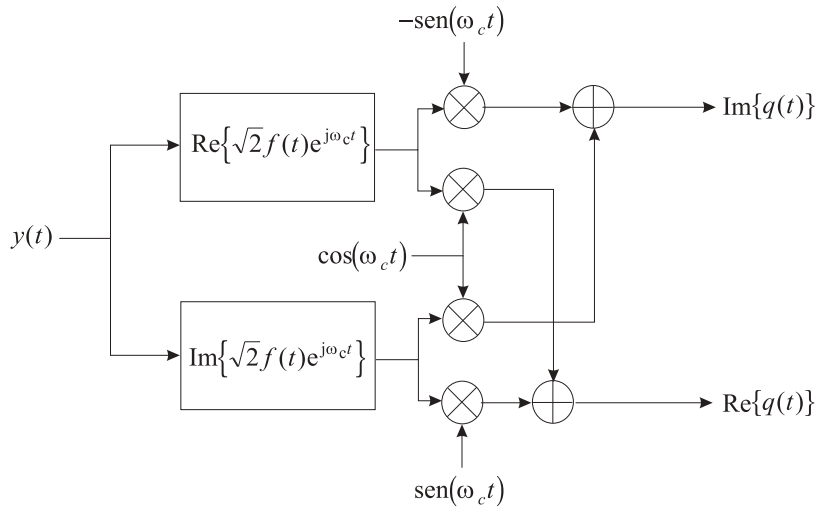 −sen(ω_c t)
Im{q(t)}
Re{√2 f(t)e^{jω_c t}}
y(t)
cos(ω_c t)
Im{√2 f(t)e^{jω_c t}}
Re{q(t)}
sen(ω_c t)